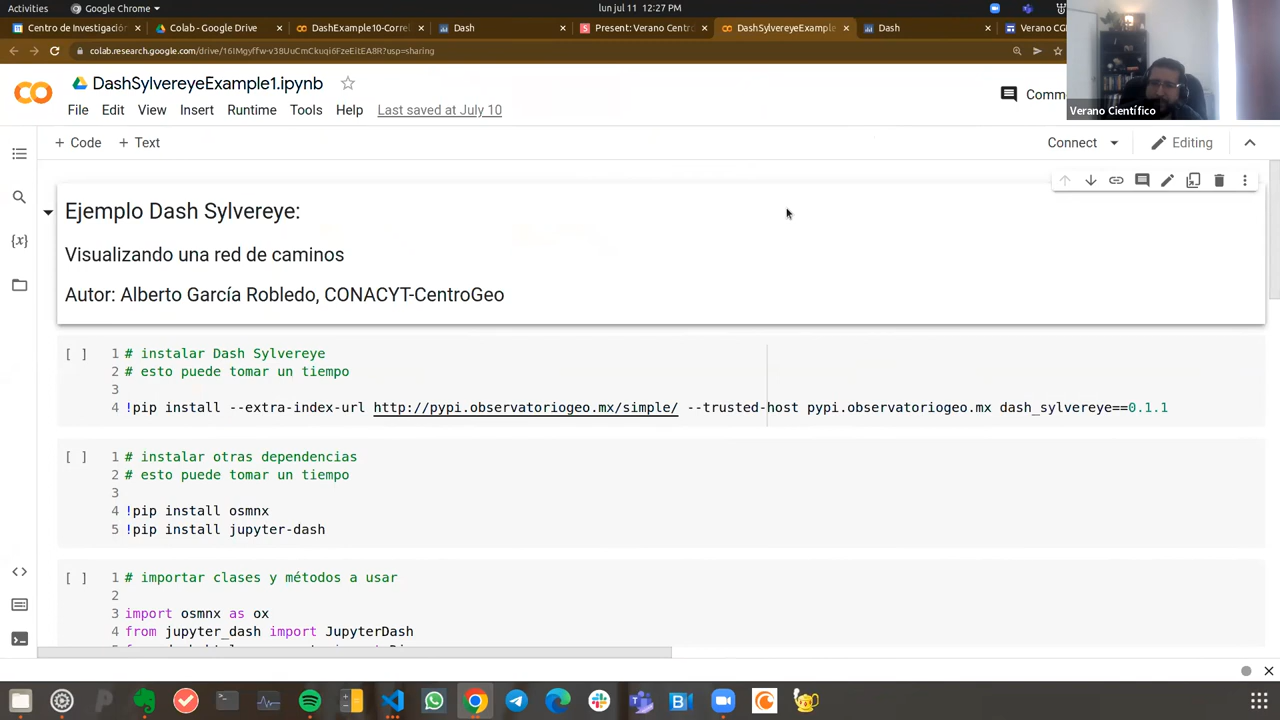 Activities
Google Chrome
lun jul 11 12:27 PM
Centro de Investigació
Colab - Google Drive
DashExample10-Correl
Dash
Present: Verano Centr
DashSylvereyeExample
Dash
Verano CG
colab.research.google.com/drive/16IMgyffw-v38UuCmCkuqi6FzeEitEA8R?usp=sharing
DashSylvereyeExample1.ipynb
File Edit View Insert Runtime Tools Help Last saved at July 10
Comm
Verano Científico
+ Code + Text
Connect
Editing
Ejemplo Dash Sylvereye:
Visualizando una red de caminos
Autor: Alberto García Robledo, CONACYT-CentroGeo
[ ] 1 # instalar Dash Sylvereye
2 # esto puede tomar un tiempo
3
4 !pip install --extra-index-url http://pypi.observatoriogeo.mx/simple/ --trusted-host pypi.observatoriogeo.mx dash_sylvereye==0.1.1
[ ] 1 # instalar otras dependencias
2 # esto puede tomar un tiempo
3
4 !pip install osmnx
5 !pip install jupyter-dash
[ ] 1 # importar clases y métodos a usar
2
3 import osmnx as ox
4 from jupyter_dash import JupyterDash